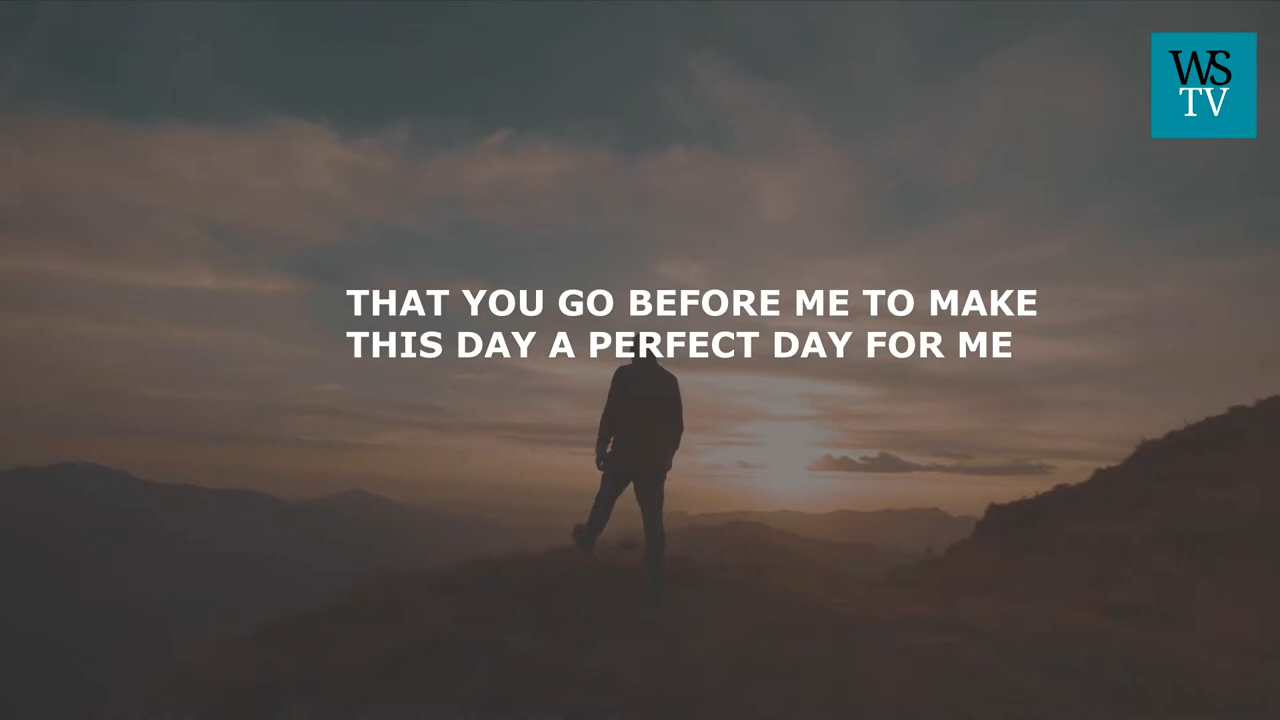 WS
TV
THAT YOU GO BEFORE ME TO MAKE
THIS DAY A PERFECT DAY FOR ME